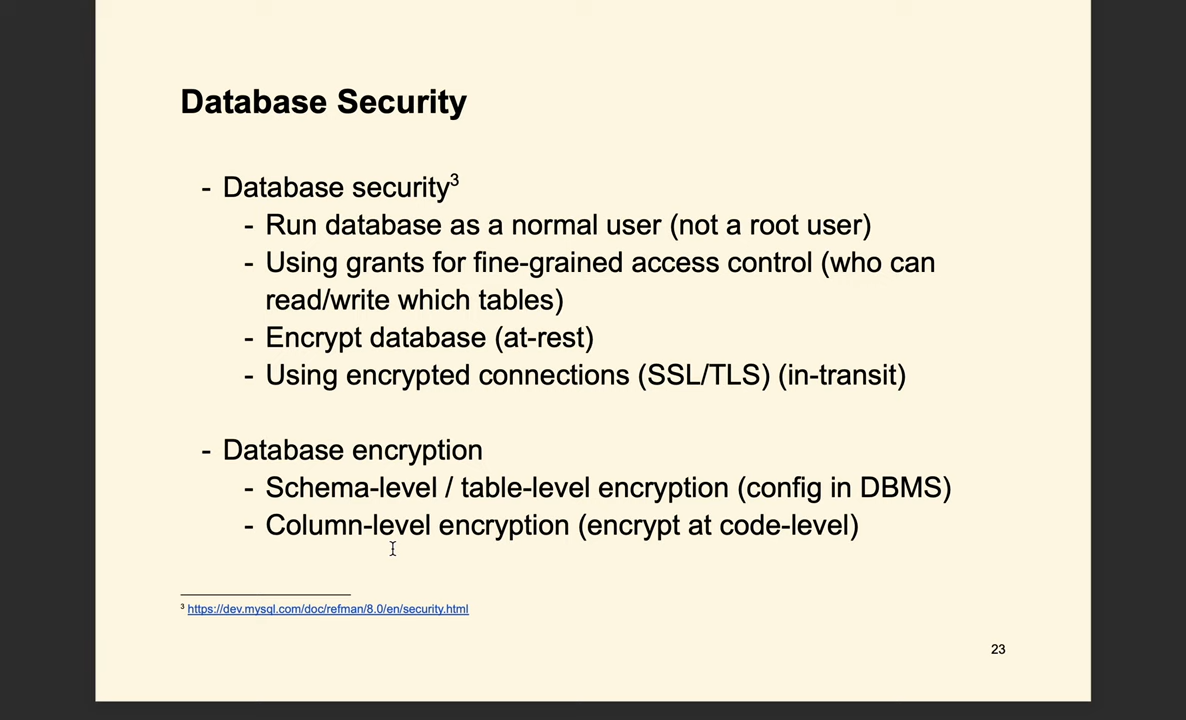 Database Security
- Database security3
- Run database as a normal user (not a root user)
- Using grants for fine-grained access control (who can
read/write which tables)
- Encrypt database (at-rest)
- Using encrypted connections (SSL/TLS) (in-transit)
- Database encryption
- Schema-level / table-level encryption (config in DBMS)
- Column-level encryption (encrypt at code-level)
3 https://dev.mysql.com/doc/refman/8.0/en/security.html
23